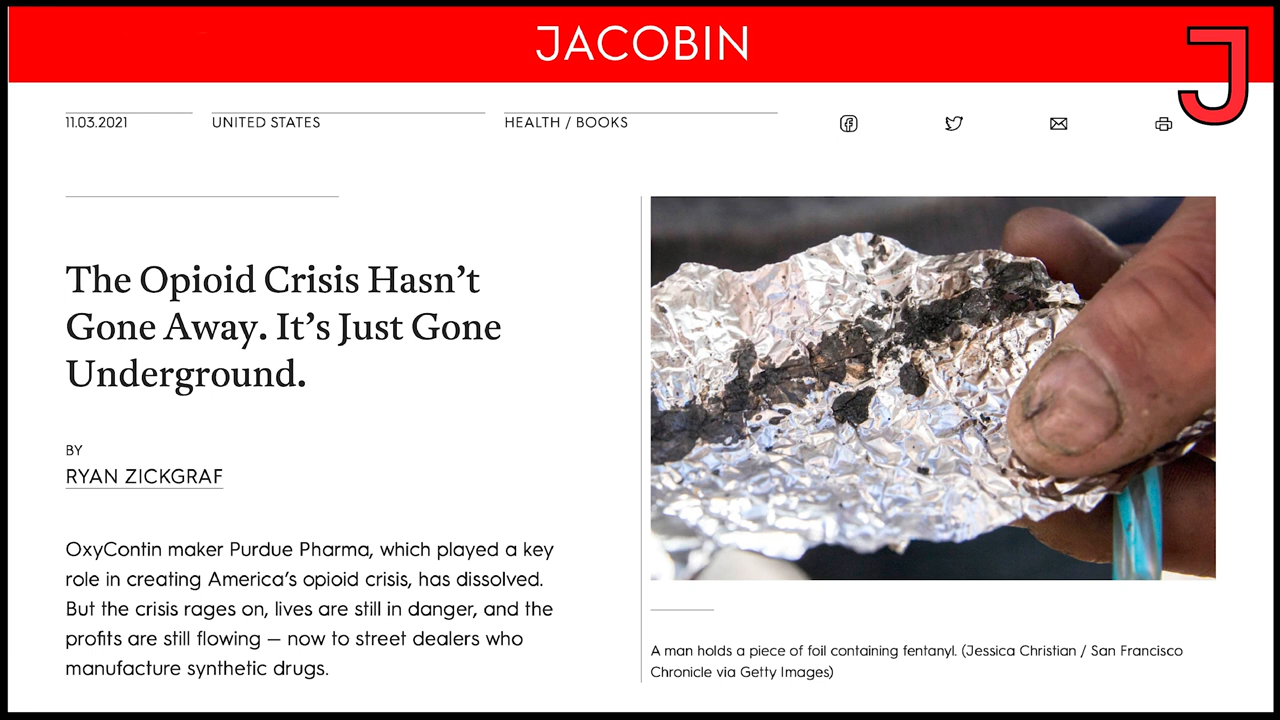 JACOBIN
J
11.03.2021
UNITED STATES
HEALTH / BOOKS
The Opioid Crisis Hasn’t
Gone Away. It’s Just Gone
Underground.
BY
RYAN ZICKGRAF
OxyContin maker Purdue Pharma, which played a key
role in creating America’s opioid crisis, has dissolved.
But the crisis rages on, lives are still in danger, and the
profits are still flowing — now to street dealers who
manufacture synthetic drugs.
A man holds a piece of foil containing fentanyl. (Jessica Christian / San Francisco
Chronicle via Getty Images)